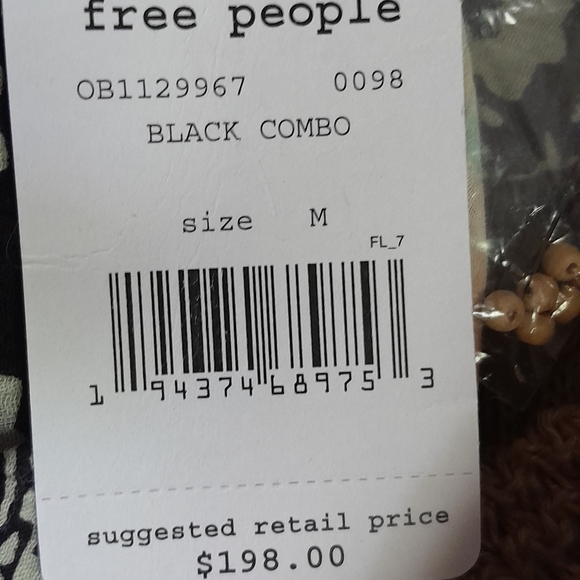 free people
OB1129967 0098
BLACK COMBO
size M
FL_7
1 94374 68975 3
suggested retail price
$198.00